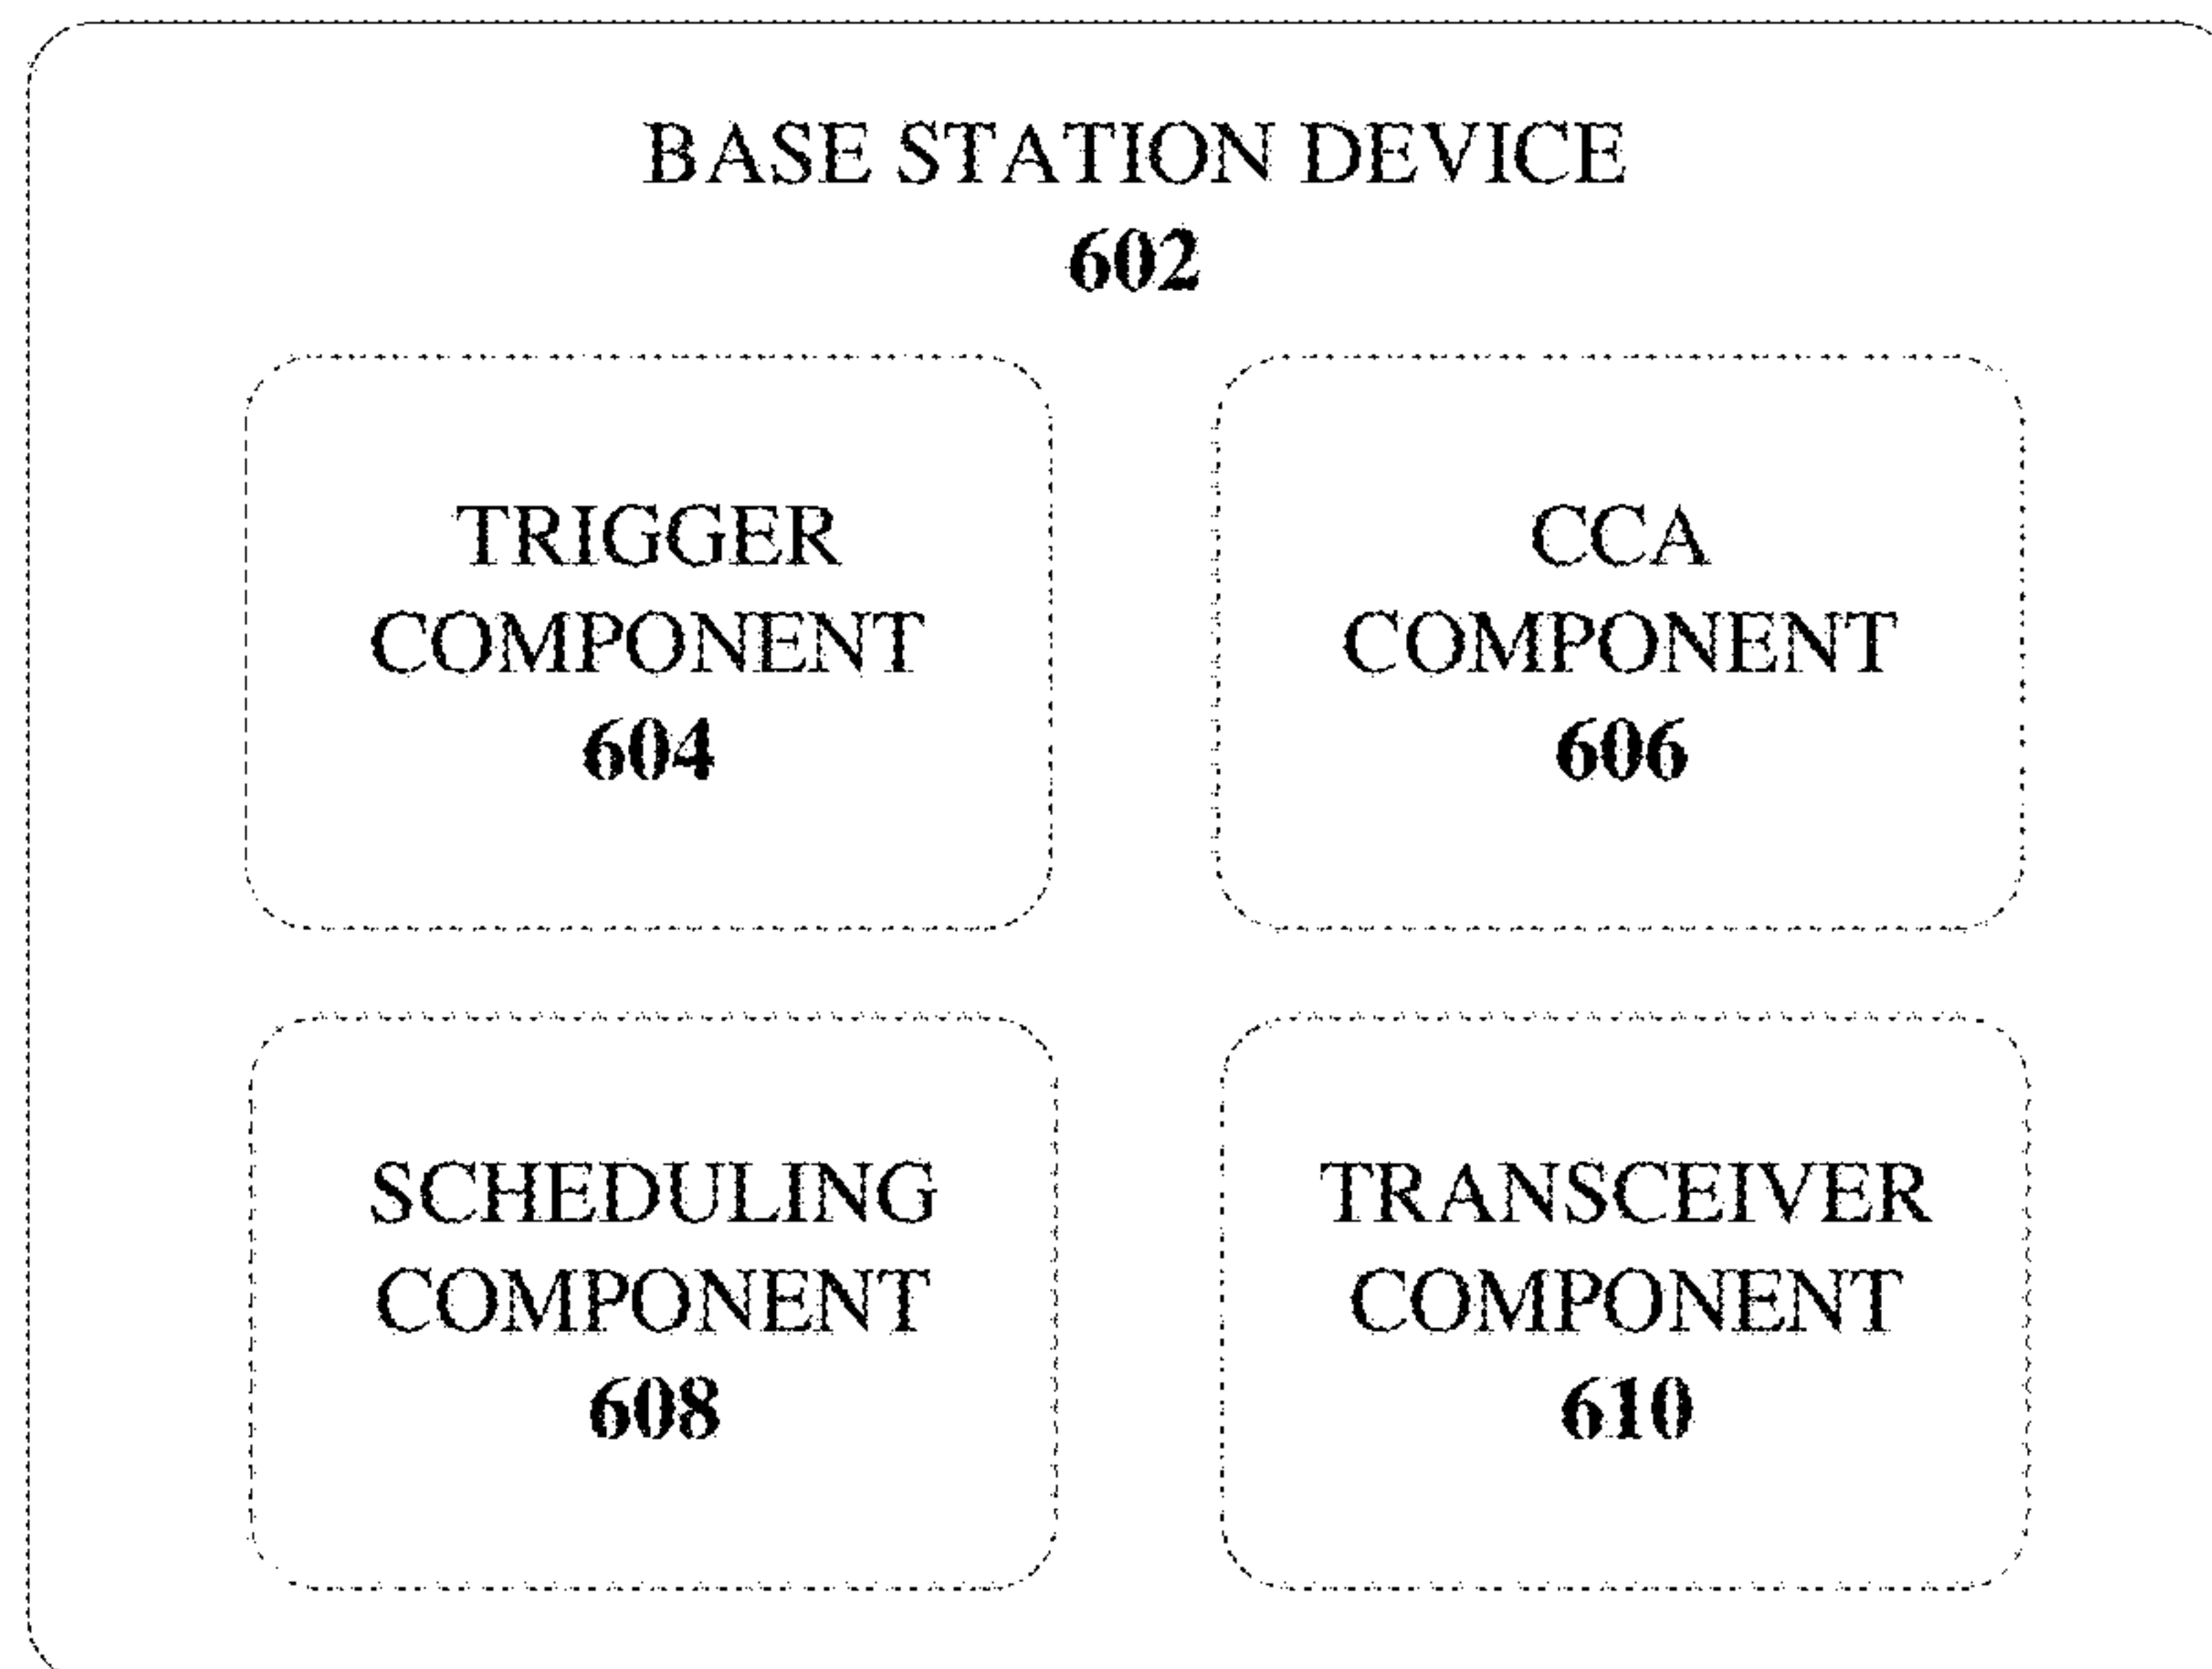 BASE STATION DEVICE
602
TRIGGER
COMPONENT
604
CCA
COMPONENT
606
SCHEDULING
COMPONENT
608
TRANSCEIVER
COMPONENT
610